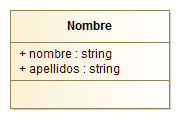 Nombre
+ nombre : string
+ apellidos : string